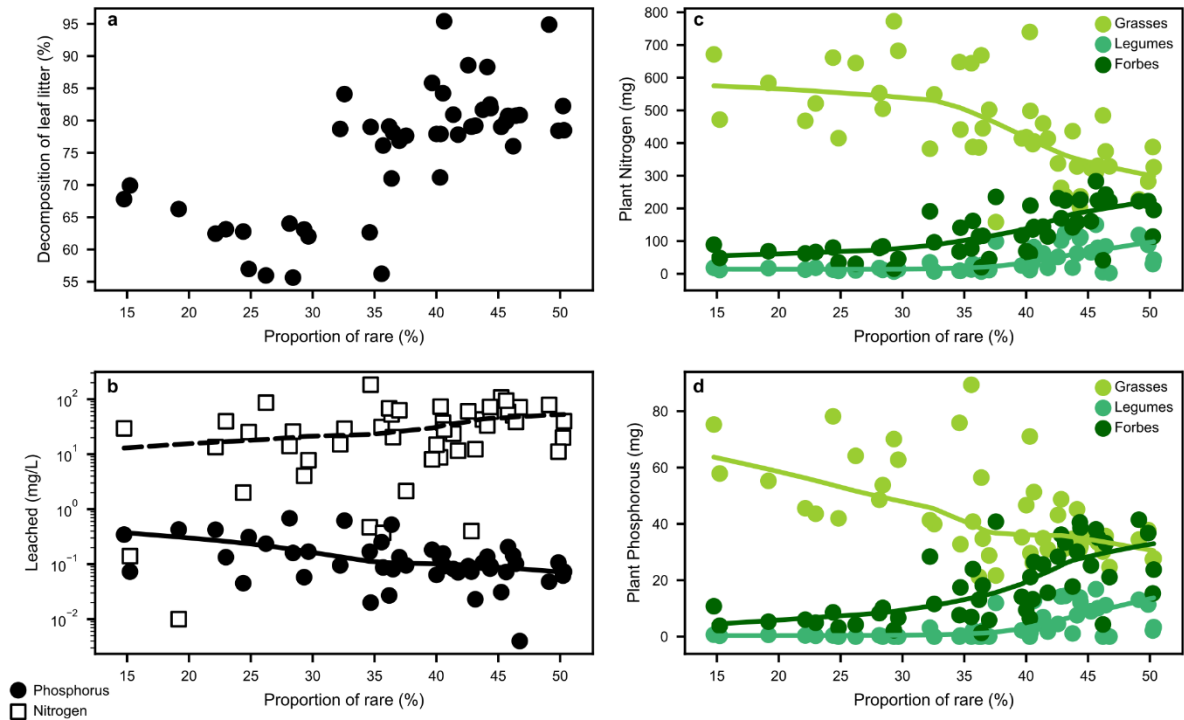 a
Decomposition of leaf litter (%)
95
90
85
80
75
70
65
60
55
15 20 25 30 35 40 45 50
Proportion of rare (%)
c
Grasses
Legumes
Forbes
Plant Nitrogen (mg)
800
700
600
500
400
300
200
100
0
15 20 25 30 35 40 45 50
Proportion of rare (%)
b
Leached (mg/L)
10²
10¹
10⁰
10⁻¹
10⁻²
15 20 25 30 35 40 45 50
Proportion of rare (%)
Phosphorus
Nitrogen
d
Grasses
Legumes
Forbes
Plant Phosphorous (mg)
80
60
40
20
0
15 20 25 30 35 40 45 50
Proportion of rare (%)